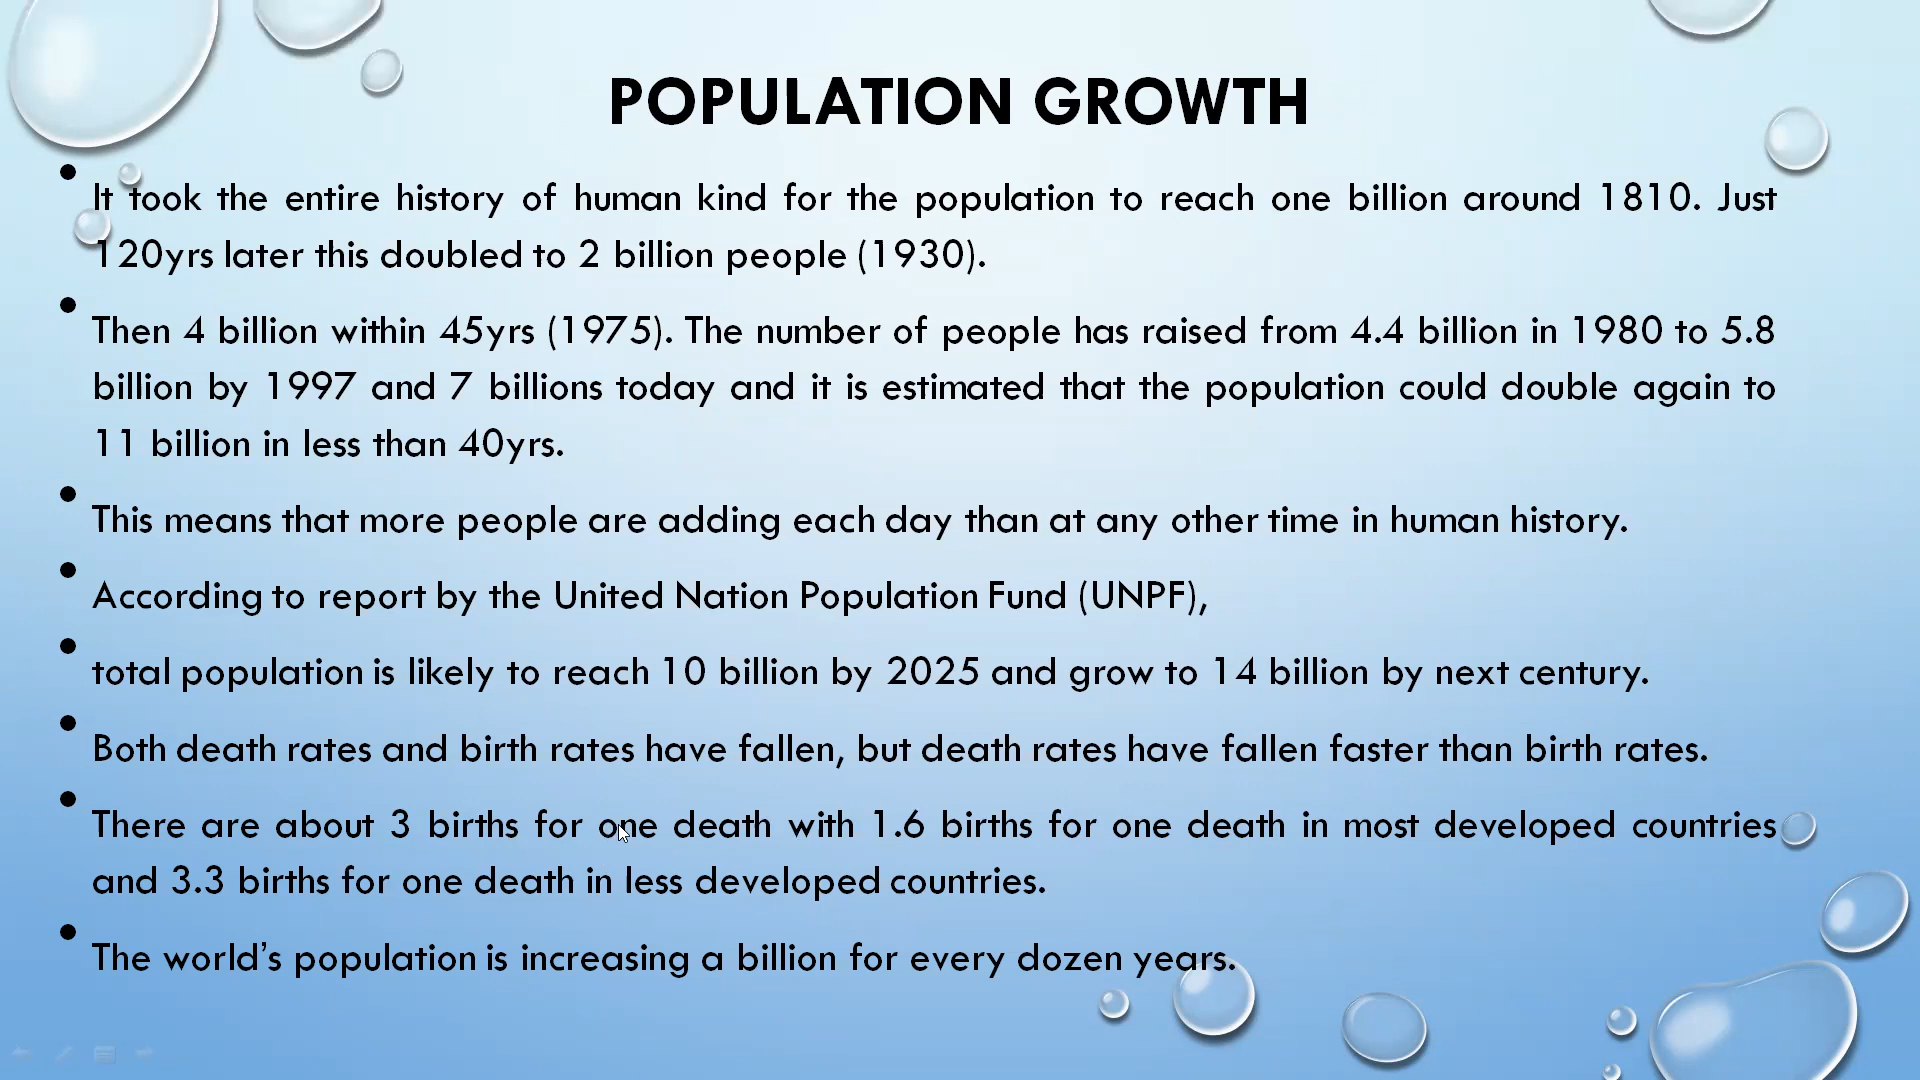 POPULATION GROWTH
• It took the entire history of human kind for the population to reach one billion around 1810. Just
120yrs later this doubled to 2 billion people (1930).
• Then 4 billion within 45yrs (1975). The number of people has raised from 4.4 billion in 1980 to 5.8
billion by 1997 and 7 billions today and it is estimated that the population could double again to
11 billion in less than 40yrs.
• This means that more people are adding each day than at any other time in human history.
• According to report by the United Nation Population Fund (UNPF),
• total population is likely to reach 10 billion by 2025 and grow to 14 billion by next century.
• Both death rates and birth rates have fallen, but death rates have fallen faster than birth rates.
• There are about 3 births for one death with 1.6 births for one death in most developed countries
and 3.3 births for one death in less developed countries.
• The world’s population is increasing a billion for every dozen years.